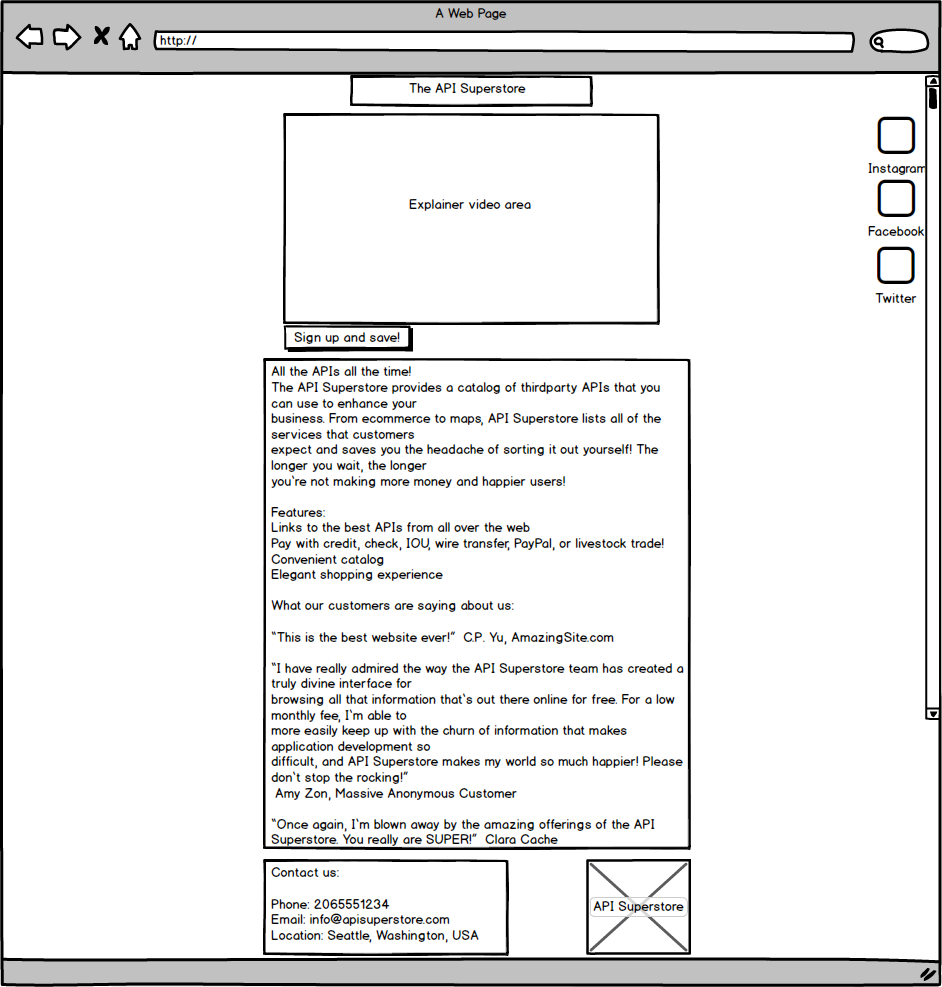 A Web Page
http://
The API Superstore
Explainer video area
Instagram
Facebook
Twitter
Sign up and save!
All the APIs all the time!
The API Superstore provides a catalog of thirdparty APIs that you
can use to enhance your
business. From ecommerce to maps, API Superstore lists all of the
services that customers
expect and saves you the headache of sorting it out yourself! The
longer you wait, the longer
you`re not making more money and happier users!
Features:
Links to the best APIs from all over the web
Pay with credit, check, IOU, wire transfer, PayPal, or livestock trade!
Convenient catalog
Elegant shopping experience
What our customers are saying about us:
“This is the best website ever!”  C.P. Yu, AmazingSite.com
“I have really admired the way the API Superstore team has created a
truly divine interface for
browsing all that information that`s out there online for free. For a low
monthly fee, I`m able to
more easily keep up with the churn of information that makes
application development so
difficult, and API Superstore makes my world so much happier! Please
don`t stop the rocking!”
Amy Zon, Massive Anonymous Customer
“Once again, I`m blown away by the amazing offerings of the API
Superstore. You really are SUPER!”  Clara Cache
Contact us:
Phone: 2065551234
Email: info@apisuperstore.com
Location: Seattle, Washington, USA
API Superstore